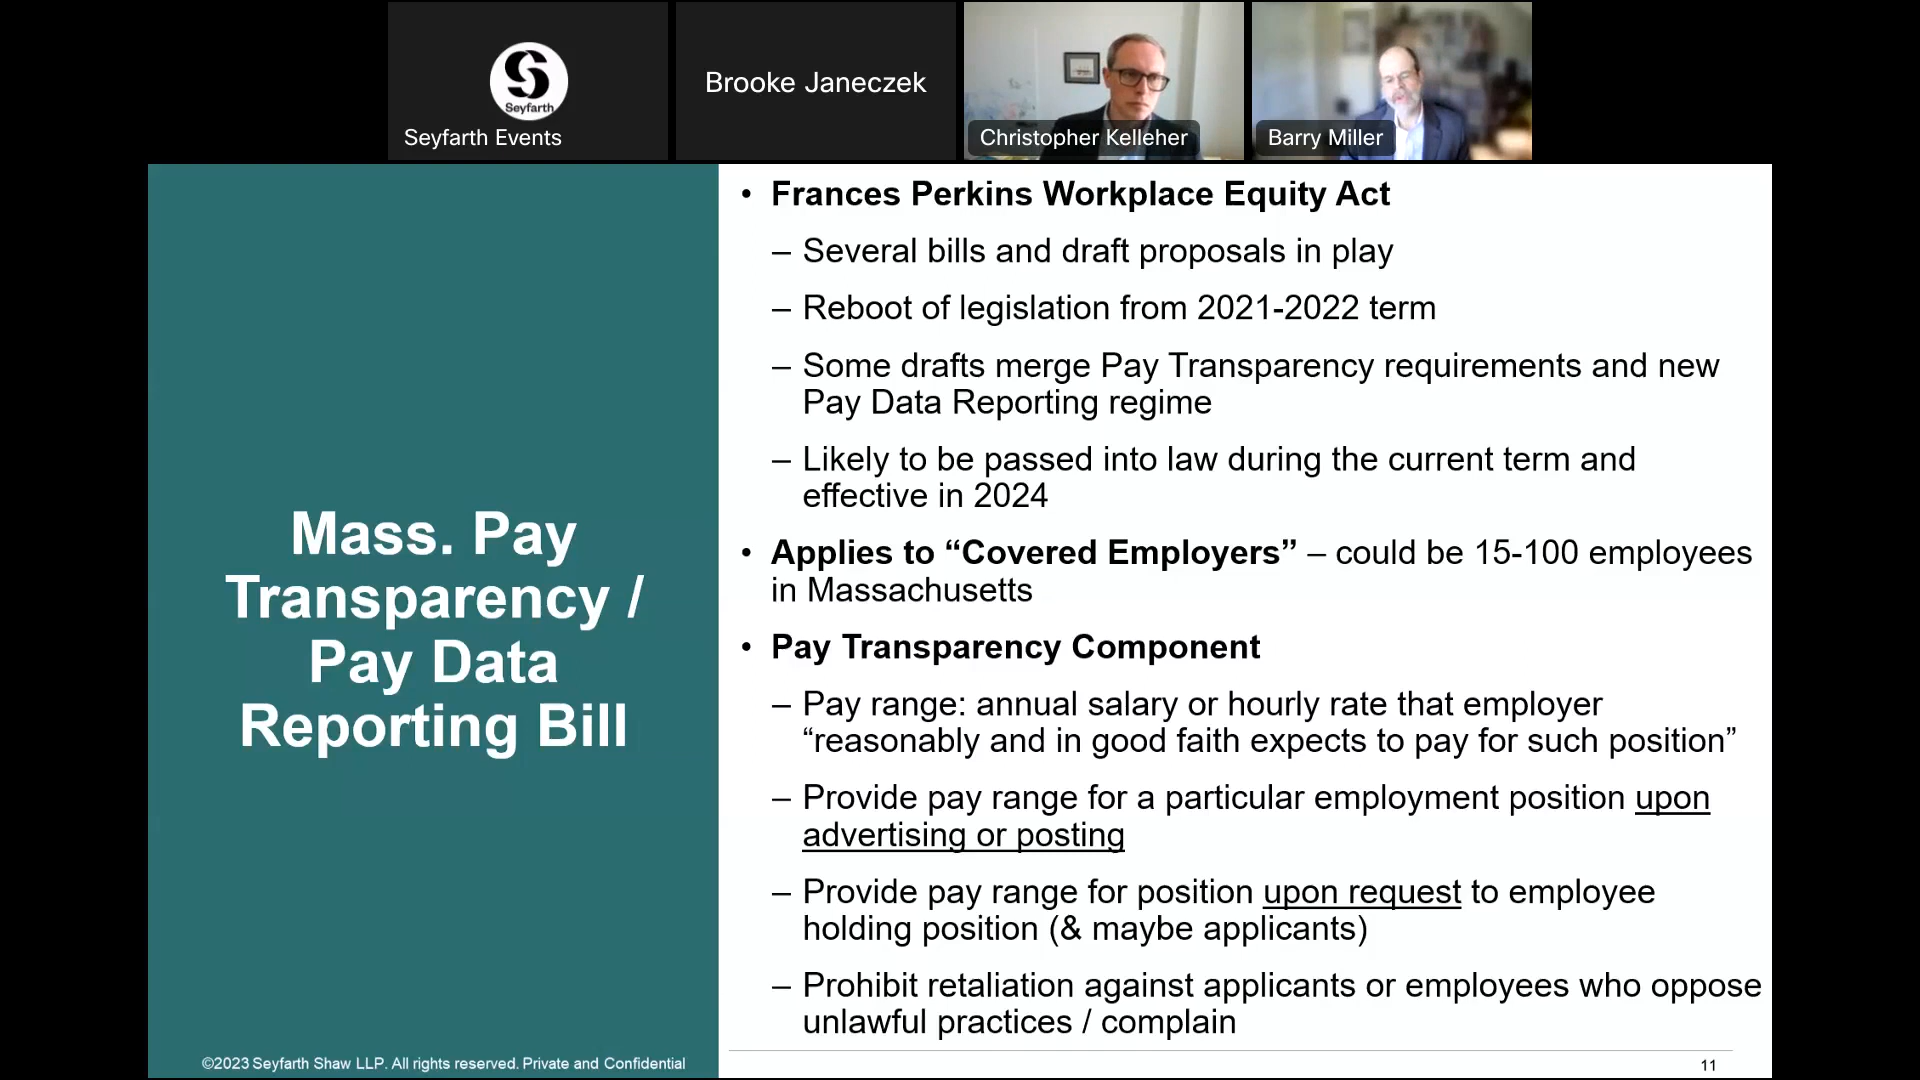 Seyfarth
Seyfarth Events
Brooke Janeczek
Christopher Kelleher
Barry Miller
Mass. Pay
Transparency /
Pay Data
Reporting Bill
©2023 Seyfarth Shaw LLP. All rights reserved. Private and Confidential
• Frances Perkins Workplace Equity Act
– Several bills and draft proposals in play
– Reboot of legislation from 2021-2022 term
– Some drafts merge Pay Transparency requirements and new
Pay Data Reporting regime
– Likely to be passed into law during the current term and
effective in 2024
• Applies to “Covered Employers” – could be 15-100 employees
in Massachusetts
• Pay Transparency Component
– Pay range: annual salary or hourly rate that employer
“reasonably and in good faith expects to pay for such position”
– Provide pay range for a particular employment position upon
advertising or posting
– Provide pay range for position upon request to employee
holding position (& maybe applicants)
– Prohibit retaliation against applicants or employees who oppose
unlawful practices / complain
11